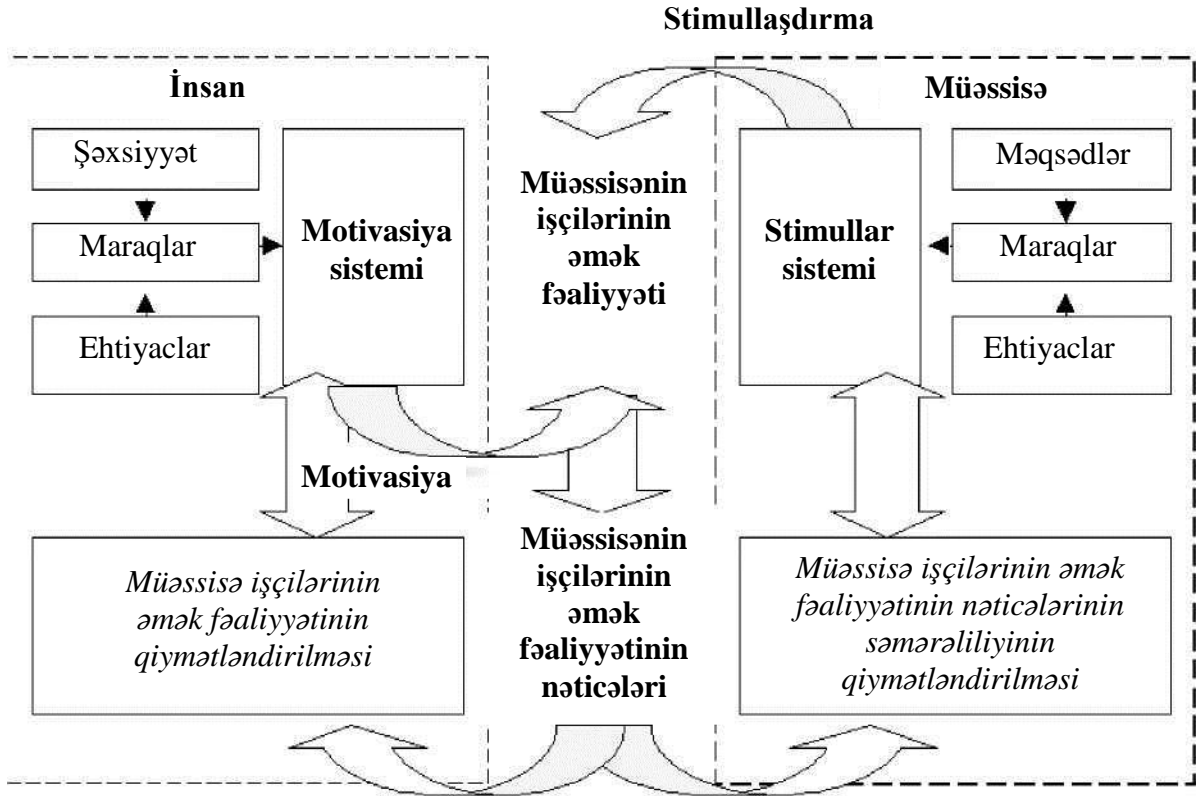 Stimullaşdırma
İnsan
Şəxsiyyət
Maraqlar
Ehtiyaclar
Motivasiya
sistemi
Motivasiya
Müəssisə işçilərinin
əmək fəaliyyətinin
qiymətləndirilməsi
Müəssisənin
işçilərinin
əmək
fəaliyyəti
Müəssisənin
işçilərinin
əmək
fəaliyyətinin
nəticələri
Müəssisə
Məqsədlər
Maraqlar
Ehtiyaclar
Stimullar
sistemi
Müəssisə işçilərinin əmək
fəaliyyətinin nəticələrinin
səmərəliliyinin
qiymətləndirilməsi